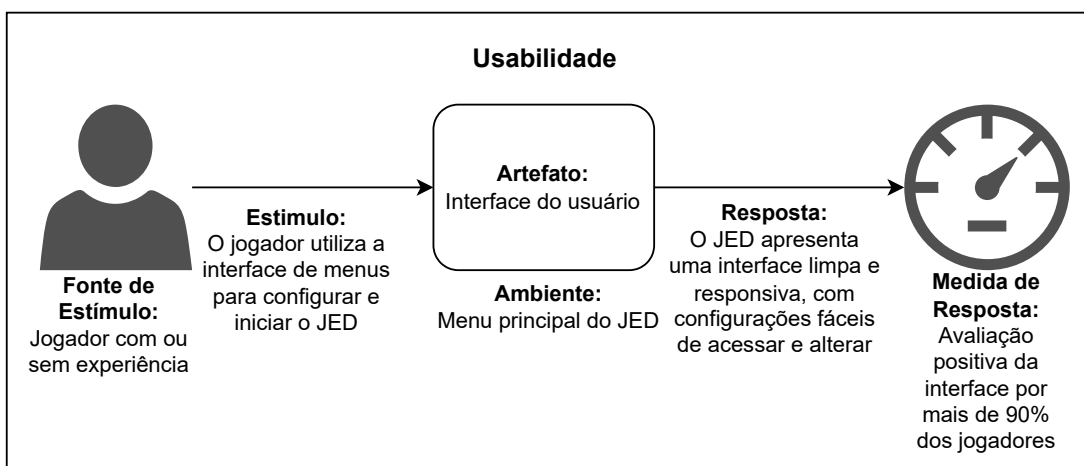 Usabilidade
Fonte de
Estímulo:
Jogador com ou
sem experiência
Estimulo:
O jogador utiliza a
interface de menus
para configurar e
iniciar o JED
Artefato:
Interface do usuário
Ambiente:
Menu principal do JED
Resposta:
O JED apresenta
uma interface limpa e
responsiva, com
configurações fáceis
de acessar e alterar
Medida de
Resposta:
Avaliação
positiva da
interface por
mais de 90%
dos jogadores